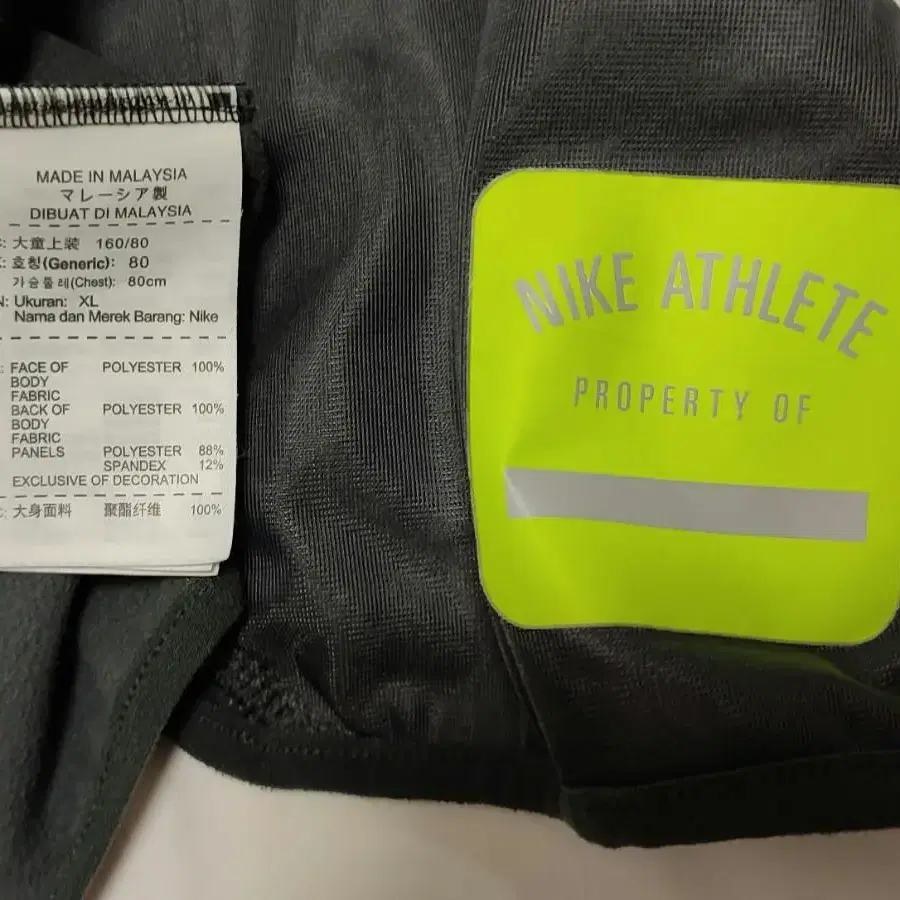 MADE IN MALAYSIA
マレーシア製
DIBUAT DI MALAYSIA
: 大童上装 160/80
: 호칭(Generic): 80
가슴둘레(Chest): 80cm
N: Ukuran: XL
Nama dan Merek Barang: Nike
: FACE OF POLYESTER 100%
BODY
FABRIC
BACK OF POLYESTER 100%
BODY
FABRIC
PANELS POLYESTER 88%
SPANDEX 12%
EXCLUSIVE OF DECORATION
: 大身面料 聚酯纤维 100%
NIKE ATHLETE
PROPERTY OF